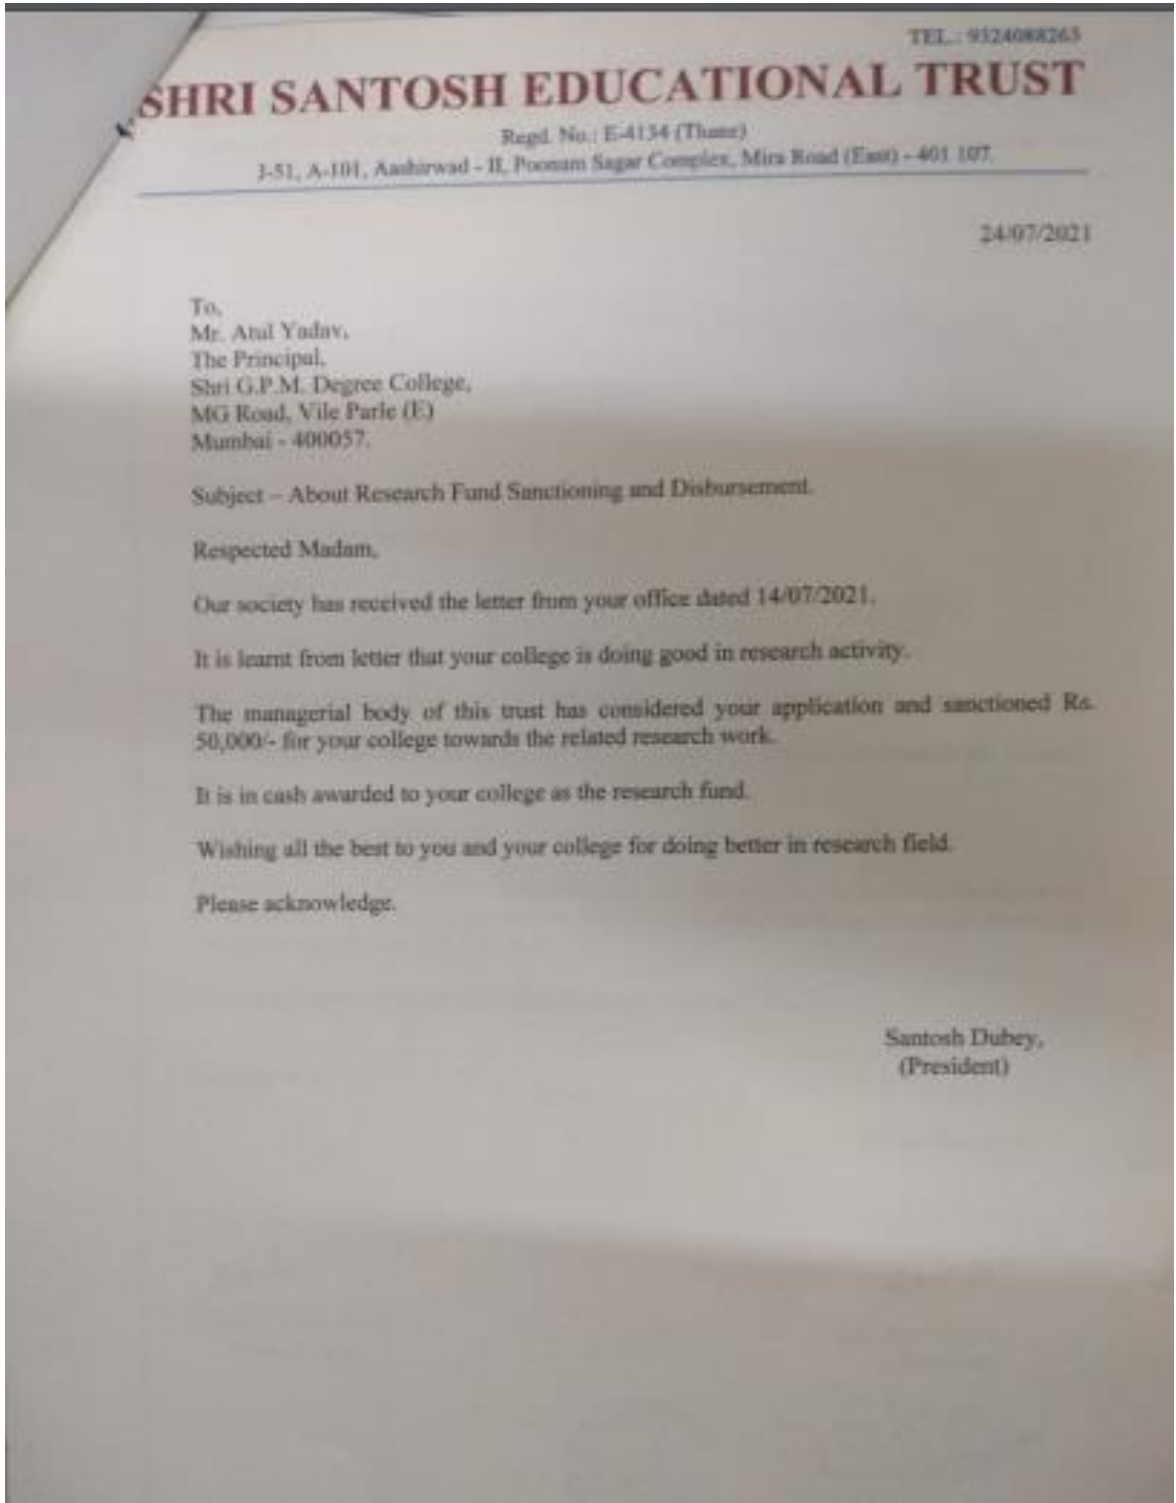 TEL.: 9324088265
SHRI SANTOSH EDUCATIONAL TRUST
Regd. No.: E-4134 (Thane)
J-51, A-101, Aashirwad - II, Poonam Sagar Complex, Mira Road (East) - 401 107.
24/07/2021
To,
Mr. Atul Yadav,
The Principal,
Shri G.P.M. Degree College,
MG Road, Vile Parle (E)
Mumbai - 400057.
Subject – About Research Fund Sanctioning and Disbursement.
Respected Madam,
Our society has received the letter from your office dated 14/07/2021.
It is learnt from letter that your college is doing good in research activity.
The managerial body of this trust has considered your application and sanctioned Rs.
50,000/- for your college towards the related research work.
It is in cash awarded to your college as the research fund.
Wishing all the best to you and your college for doing better in research field.
Please acknowledge.
Santosh Dubey,
(President)